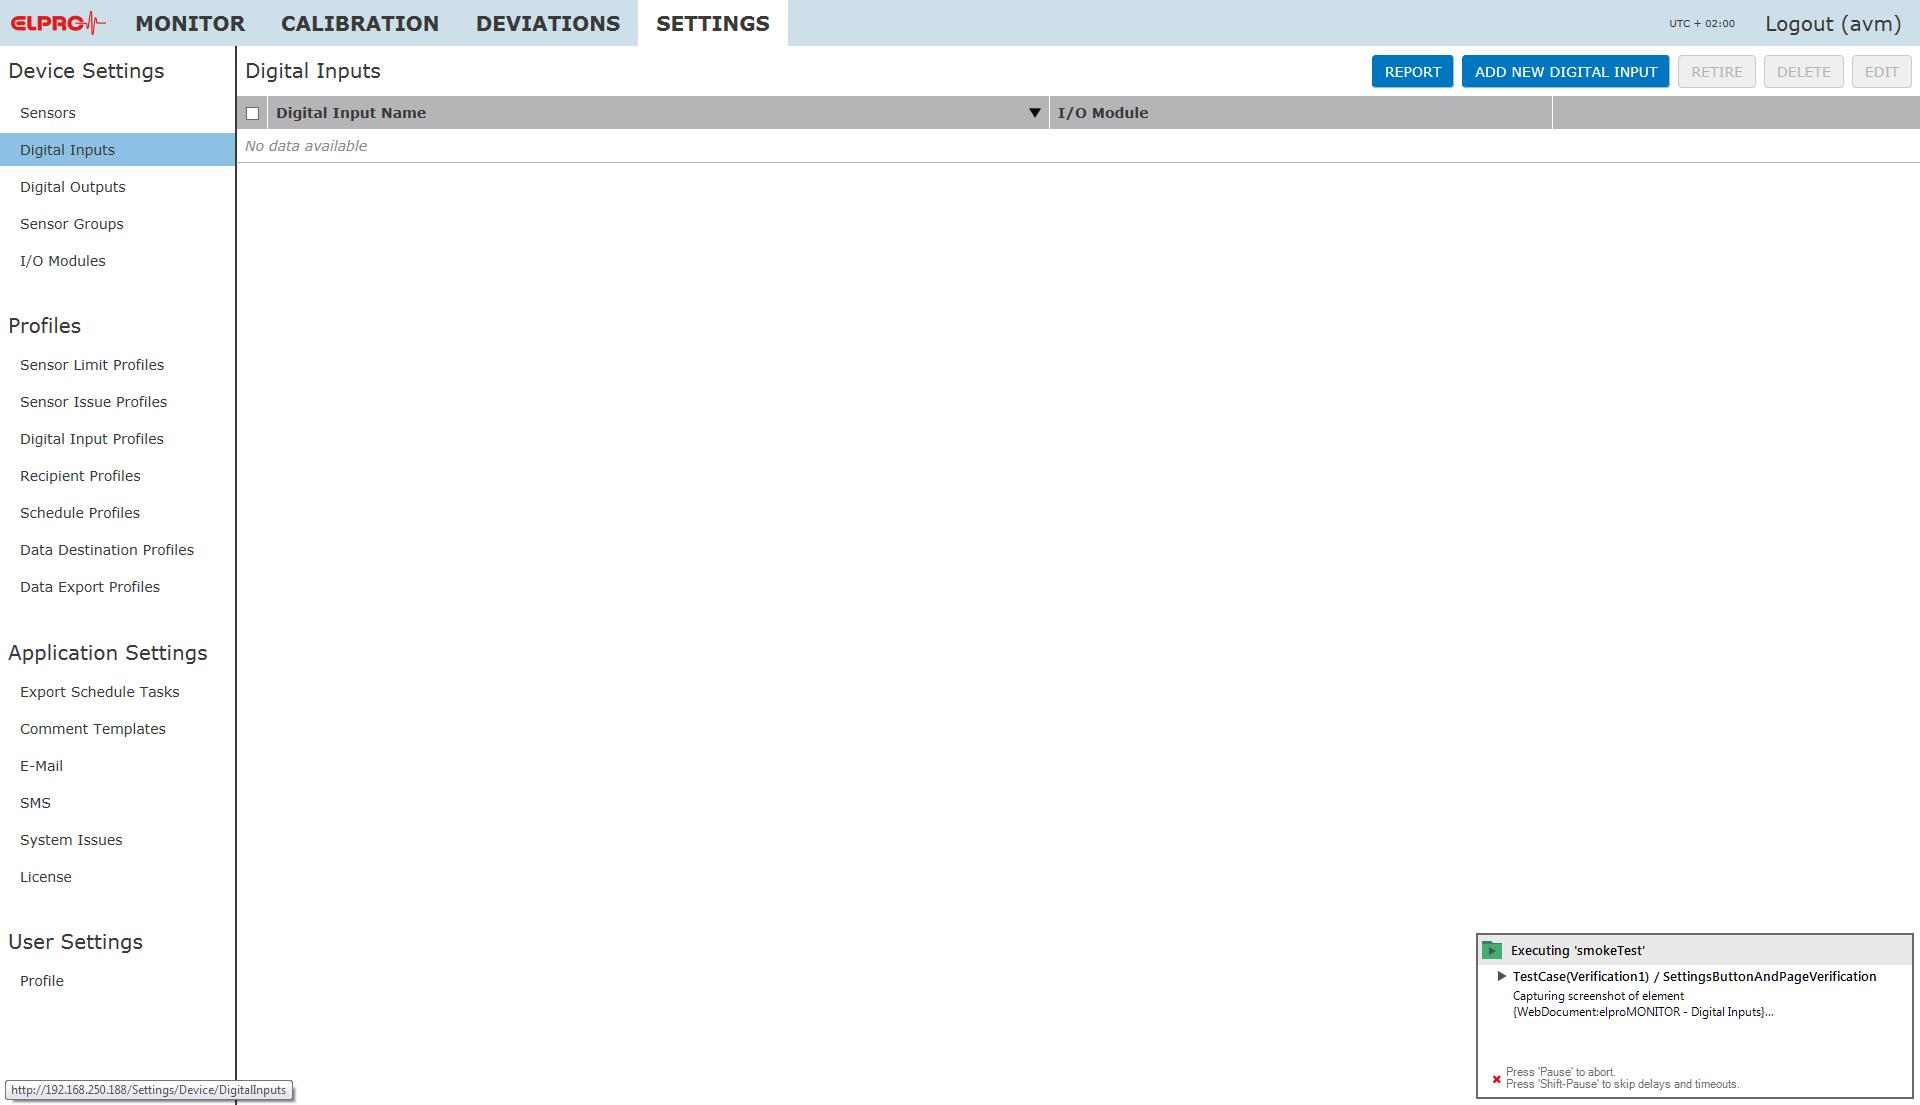 ELPRO MONITOR CALIBRATION DEVIATIONS SETTINGS UTC + 02:00 Logout (avm)
Device Settings
Sensors
Digital Inputs
Digital Outputs
Sensor Groups
I/O Modules
Profiles
Sensor Limit Profiles
Sensor Issue Profiles
Digital Input Profiles
Recipient Profiles
Schedule Profiles
Data Destination Profiles
Data Export Profiles
Application Settings
Export Schedule Tasks
Comment Templates
E-Mail
SMS
System Issues
License
User Settings
Profile
Digital Inputs REPORT ADD NEW DIGITAL INPUT RETIRE DELETE EDIT
Digital Input Name I/O Module
No data available
Executing 'smokeTest'
TestCase(Verification1) / SettingsButtonAndPageVerification
Capturing screenshot of element
{WebDocument:elproMONITOR - Digital Inputs}...
Press 'Pause' to abort.
Press 'Shift-Pause' to skip delays and timeouts.
http://192.168.250.188/Settings/Device/DigitalInputs